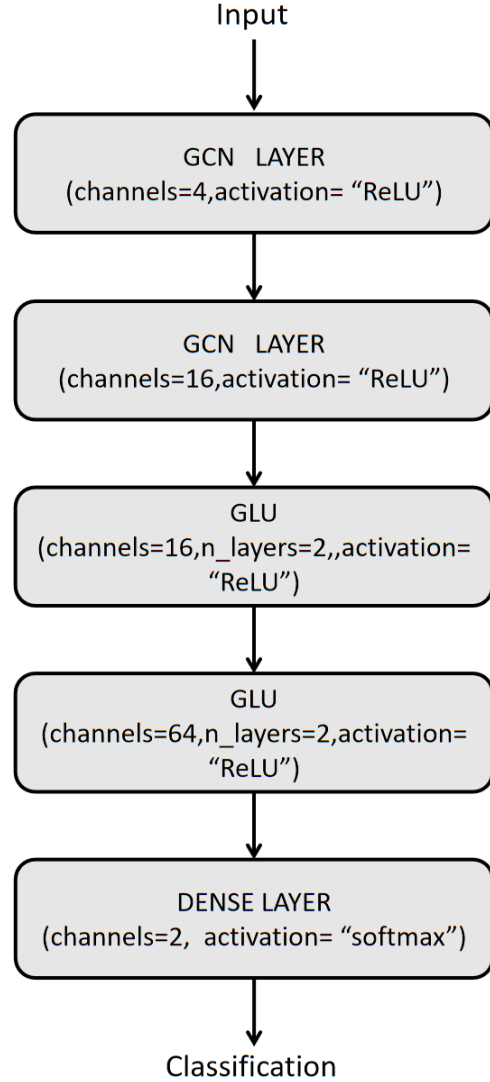 Input
GCN LAYER
(channels=4,activation= “ReLU”)
GCN LAYER
(channels=16,activation= “ReLU”)
GLU
(channels=16,n_layers=2,,activation=
“ReLU”)
GLU
(channels=64,n_layers=2,activation=
“ReLU”)
DENSE LAYER
(channels=2, activation= “softmax”)
Classification